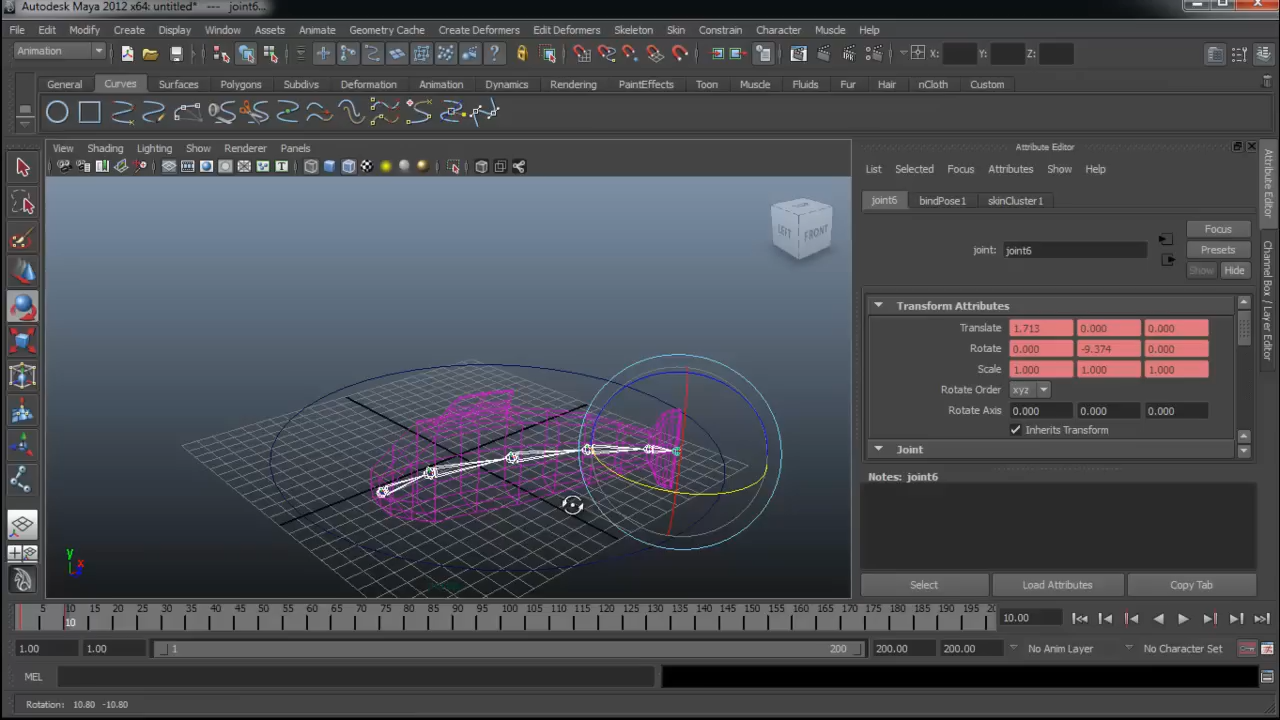 Autodesk Maya 2012 x64: untitled* --- joint6...
File Edit Modify Create Display Window Assets Animate Geometry Cache Create Deformers Edit Deformers Skeleton Skin Constraint Character Muscle Help
Animation X: Y: Z:
General Curves Surfaces Polygons Subdivs Deformation Animation Dynamics Rendering PaintEffects Toon Muscle Fluids Fur Hair nCloth Custom
View Shading Lighting Show Renderer Panels
LEFT FRONT
y
x
Attribute Editor
List Selected Focus Attributes Show Help
joint6 bindPose1 skinCluster1
Focus
joint: joint6 Presets
Show Hide
Transform Attributes
Translate 1.713 0.000 0.000
Rotate 0.000 -9.374 0.000
Scale 1.000 1.000 1.000
Rotate Order xyz
Rotate Axis 0.000 0.000 0.000
Inherits Transform
Joint
Notes: joint6
Select Load Attributes Copy Tab
Attribute Editor
Channel Box / Layer Editor
5 10 15 20 25 30 35 40 45 50 55 60 65 70 75 80 85 90 95 100 105 110 115 120 125 130 135 140 145 150 155 160 165 170 175 180 185 190 195 20
10 10.00
1.00 1.00 1 200 200.00 200.00 No Anim Layer No Character Set
MEL
Rotation: 10.80 -10.80